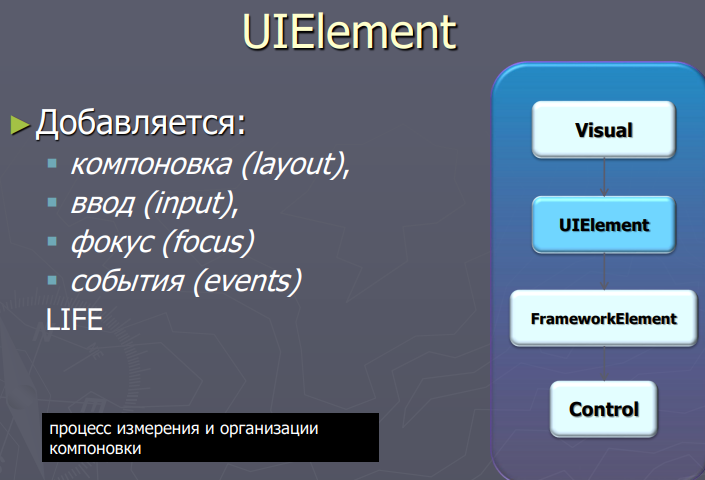 UIElement
Добавляется:
компоновка (layout),
ввод (input),
фокус (focus)
события (events)
LIFE
процесс измерения и организации
компоновки
Visual
UIElement
FrameworkElement
Control